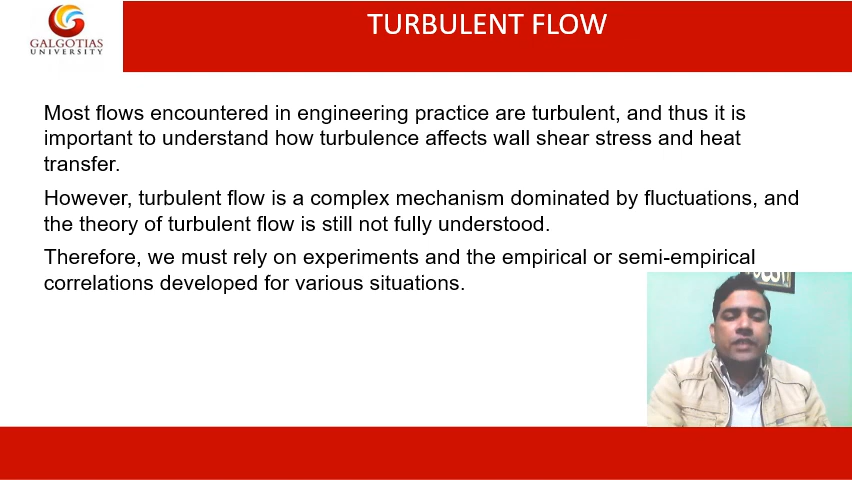 GALGOTIAS
UNIVERSITY
TURBULENT FLOW
Most flows encountered in engineering practice are turbulent, and thus it is
important to understand how turbulence affects wall shear stress and heat
transfer.
However, turbulent flow is a complex mechanism dominated by fluctuations, and
the theory of turbulent flow is still not fully understood.
Therefore, we must rely on experiments and the empirical or semi-empirical
correlations developed for various situations.